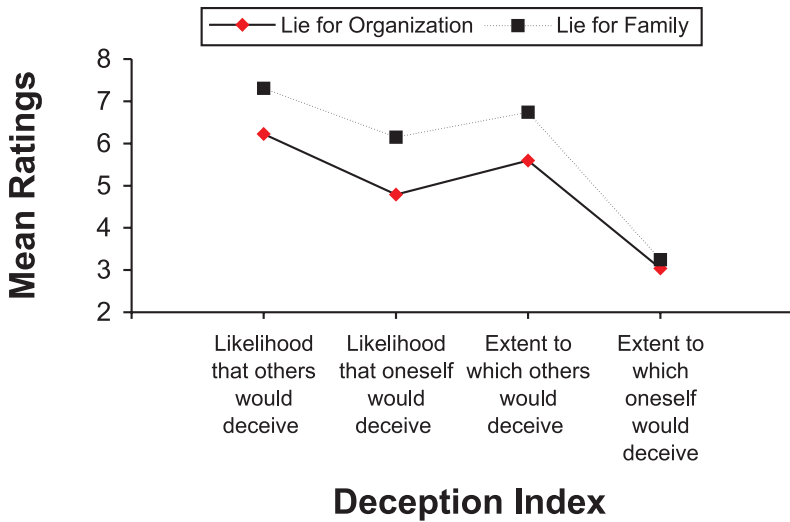 Lie for Organization Lie for Family
8
7
6
5
4
3
2
Mean Ratings
Likelihood
that others
would
deceive
Likelihood
that oneself
would
deceive
Extent to
which others
would
deceive
Extent to
which
oneself
would
deceive
Deception Index